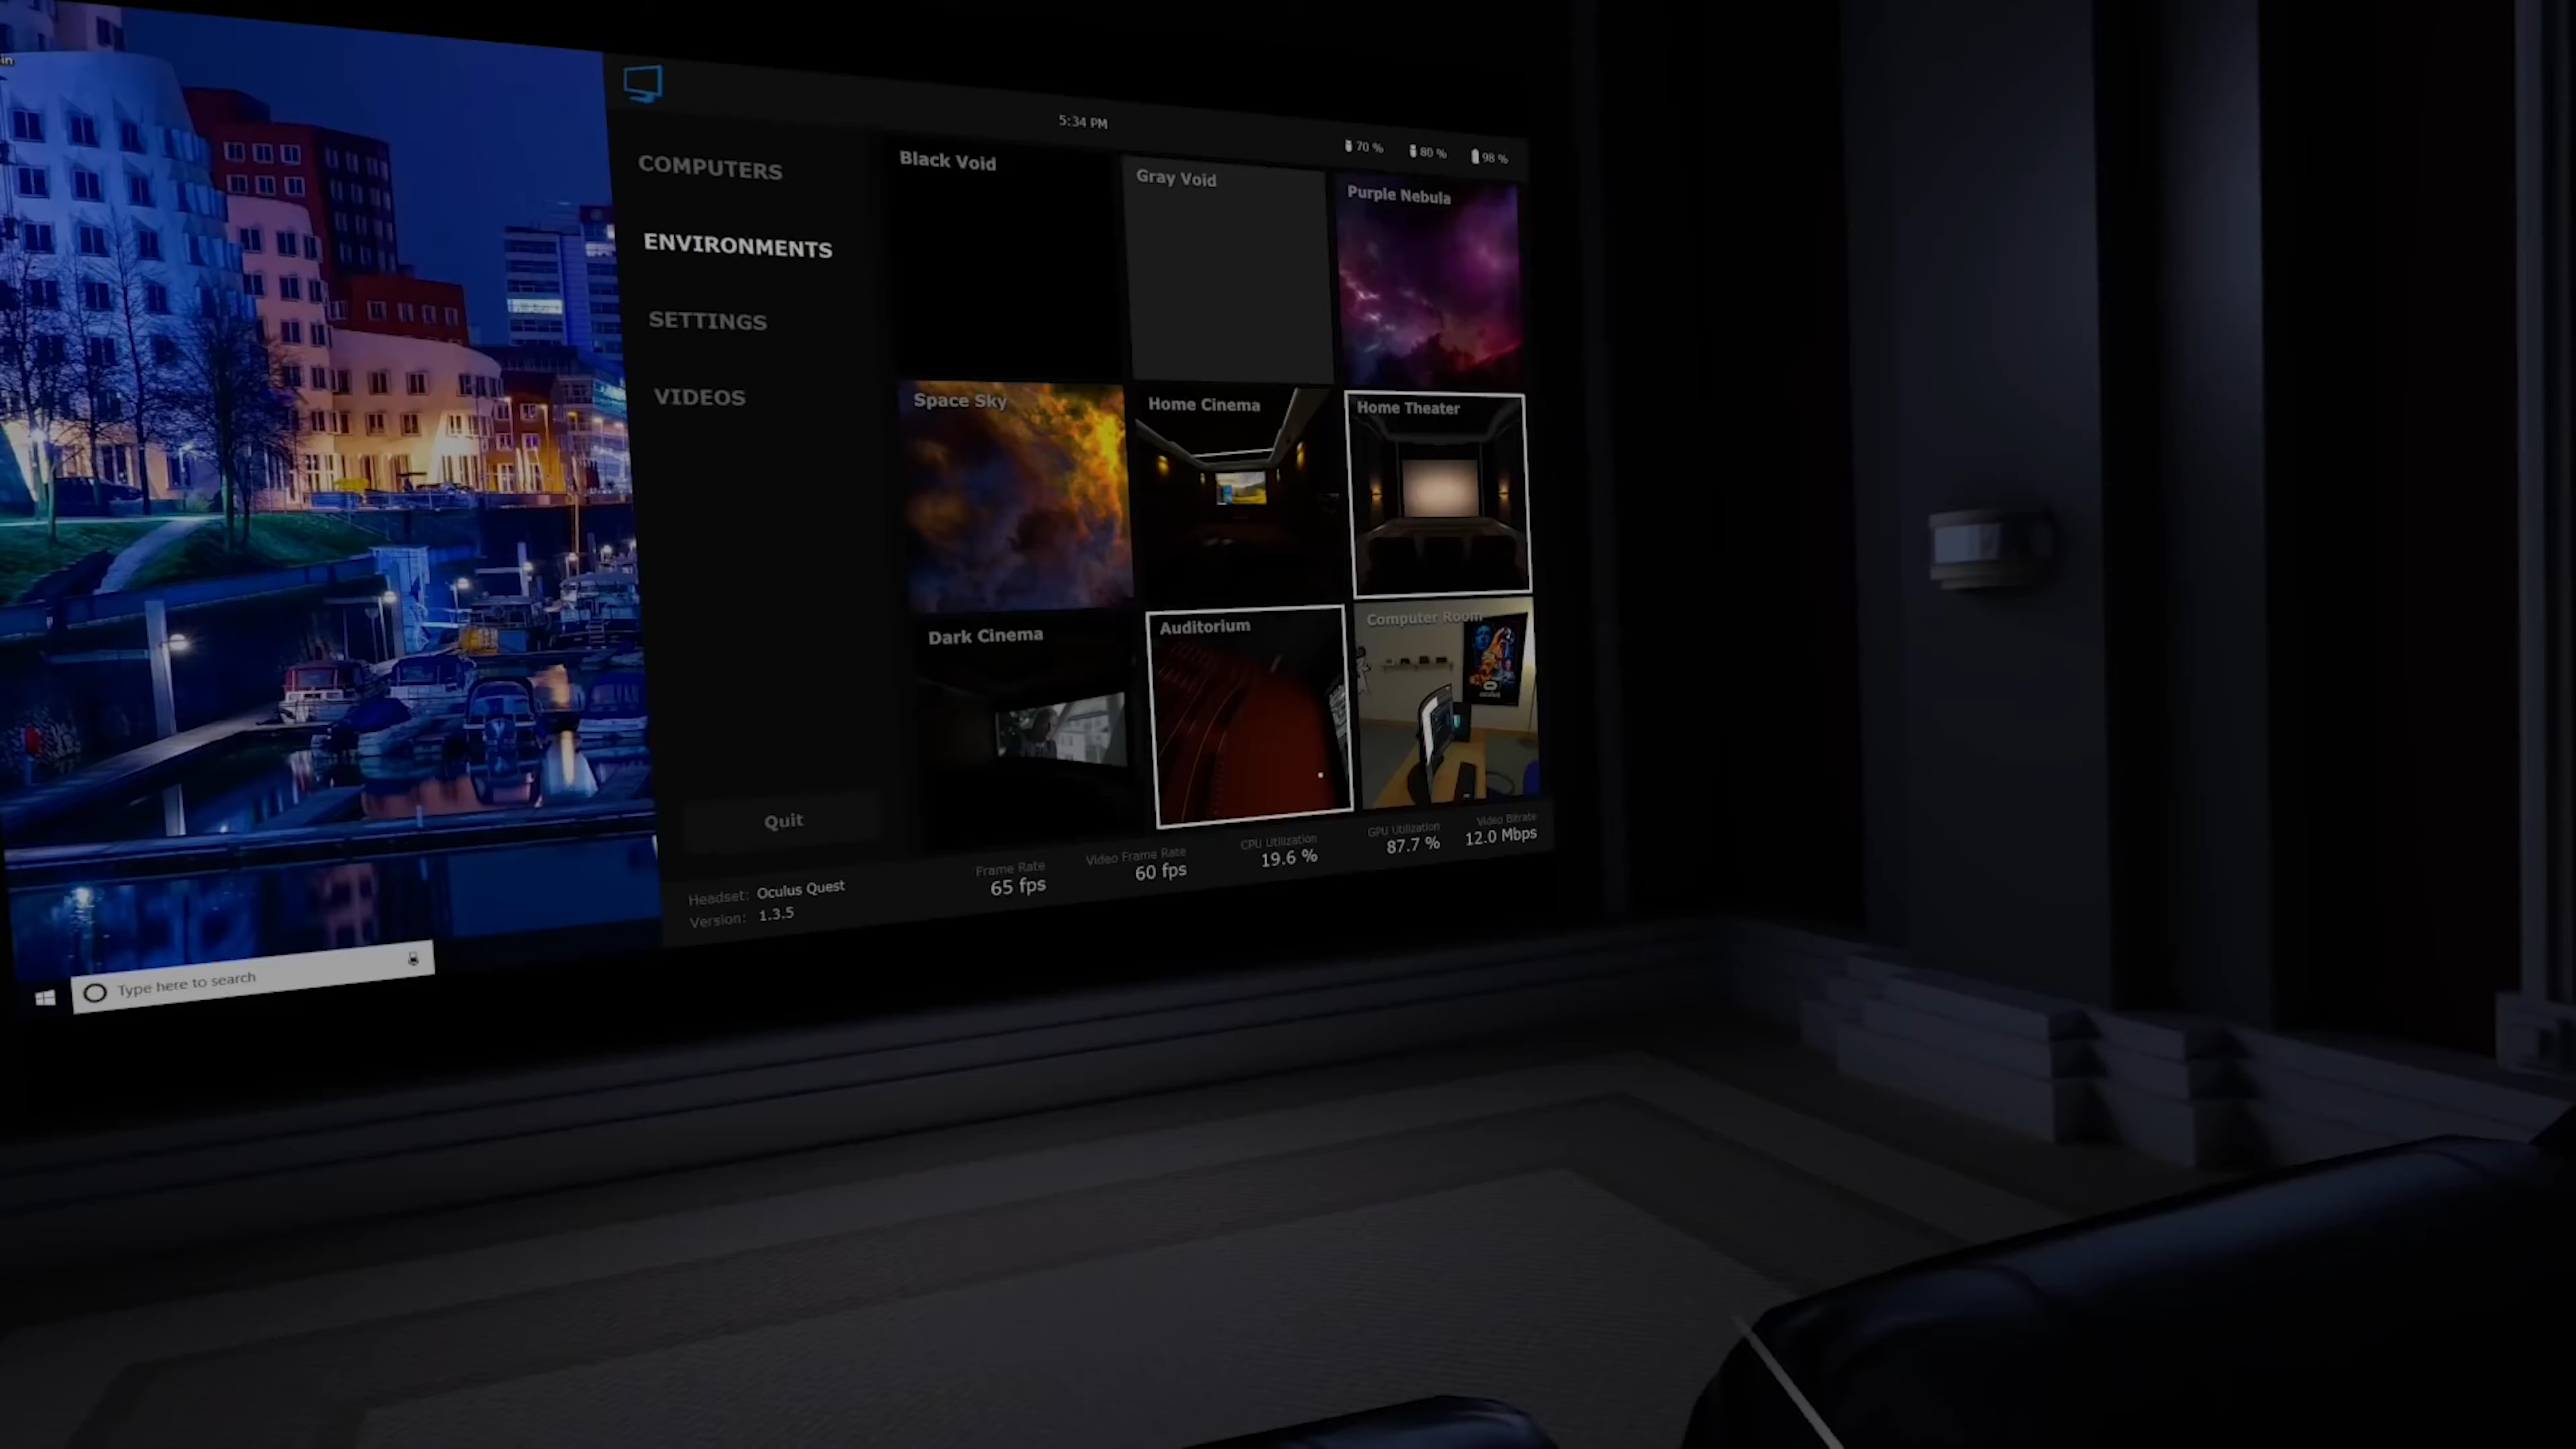 in
5:34 PM
70 %
80 %
98 %
COMPUTERS
ENVIRONMENTS
SETTINGS
VIDEOS
Quit
Black Void
Gray Void
Purple Nebula
Space Sky
Home Cinema
Home Theater
Dark Cinema
Auditorium
Computer Room
oculus
Headset: Oculus Quest
Version: 1.3.5
Frame Rate
65 fps
Video Frame Rate
60 fps
CPU Utilization
19.6 %
GPU Utilization
87.7 %
Video Bitrate
12.0 Mbps
Type here to search